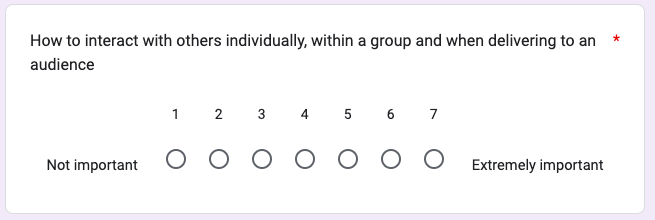 How to interact with others individually, within a group and when delivering to an *
audience
1 2 3 4 5 6 7
Not important Extremely important